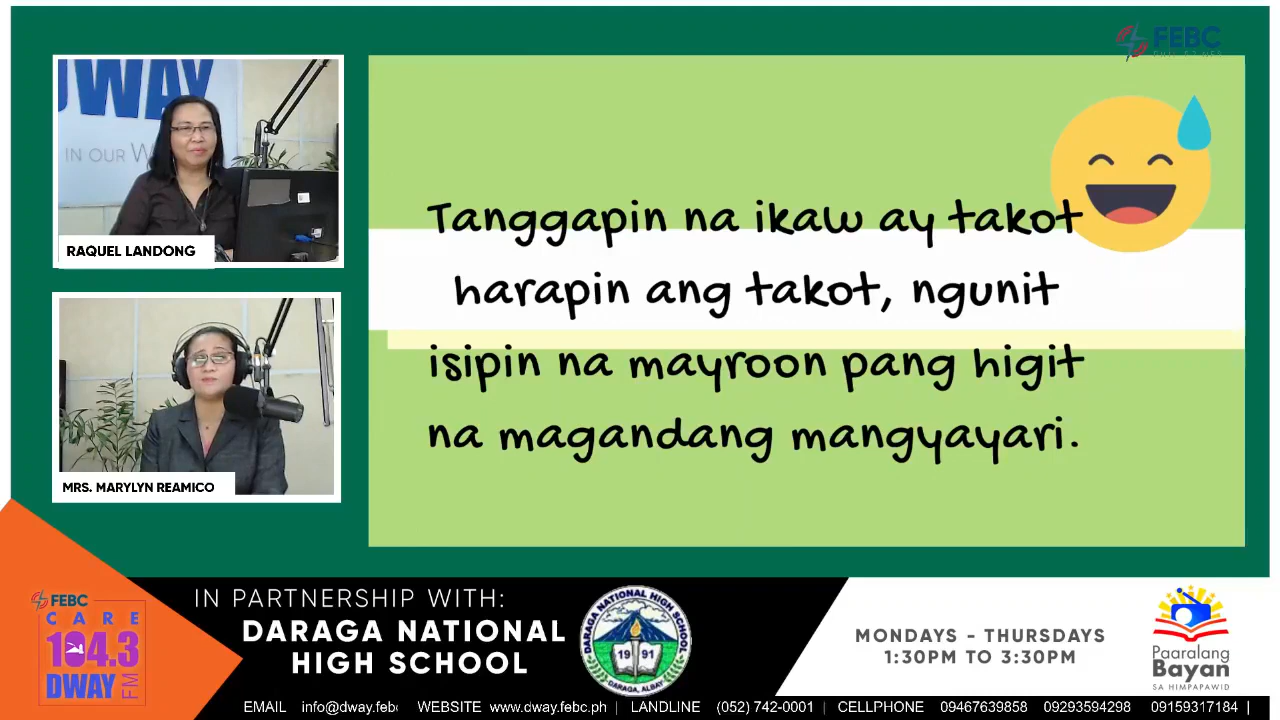 FEBC
DWAY
IN OUR W
RAQUEL LANDONG
MRS. MARYLYN REAMICO
Tanggapin na ikaw ay takot
harapin ang takot, ngunit
isipin na mayroon pang higit
na magandang mangyayari.
FEBC
CARE
104.3
DWAY
FM
IN PARTNERSHIP WITH:
DARAGA NATIONAL
HIGH SCHOOL
DARAGA NATIONAL HIGH SCHOOL
1991
DARAGA, ALBAY
MONDAYS - THURSDAYS
1:30PM TO 3:30PM
Paaralang
Bayan
SA HIMPAPAWID
EMAIL info@dway.febc WEBSITE www.dway.febc.ph | LANDLINE (052) 742-0001 | CELLPHONE 09467639858 09293594298 09159317184 |